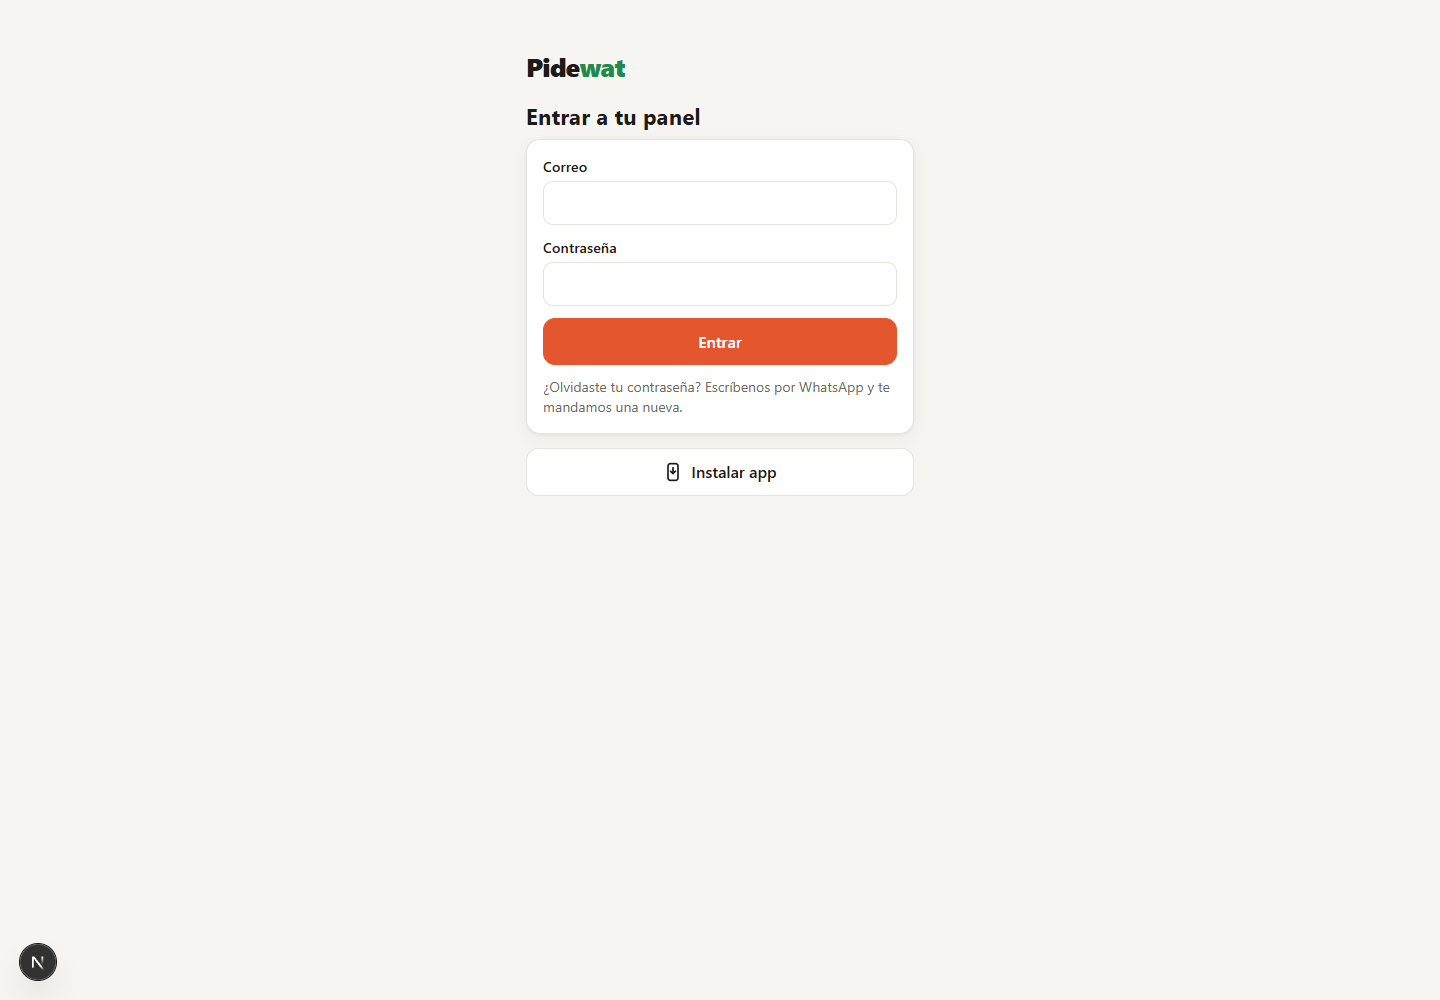 Pidewat
Entrar a tu panel
Correo
Contraseña
Entrar
¿Olvidaste tu contraseña? Escríbenos por WhatsApp y te
mandamos una nueva.
Instalar app
N